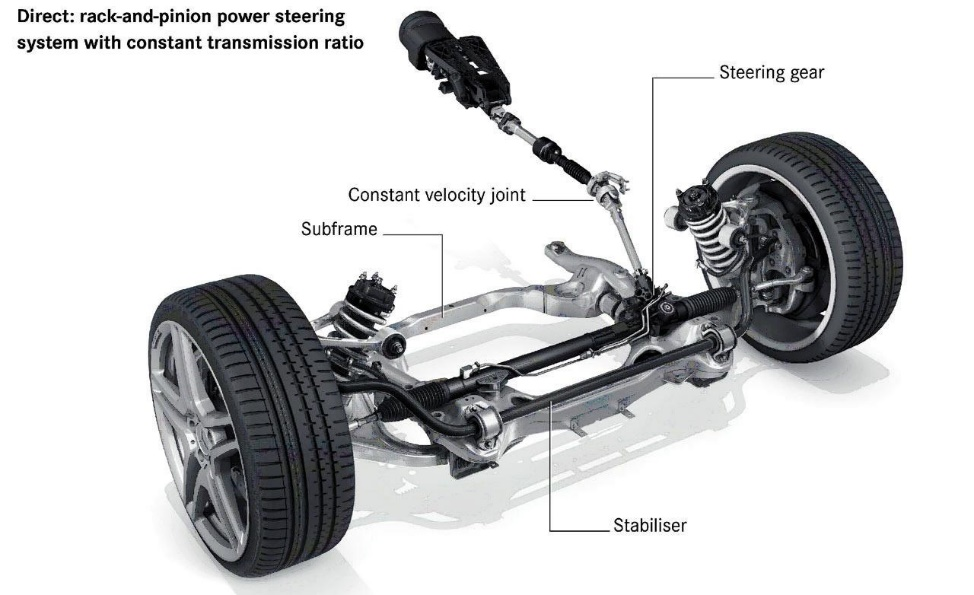 Direct: rack-and-pinion power steering
system with constant transmission ratio
Steering gear
Constant velocity joint
Subframe
Stabiliser